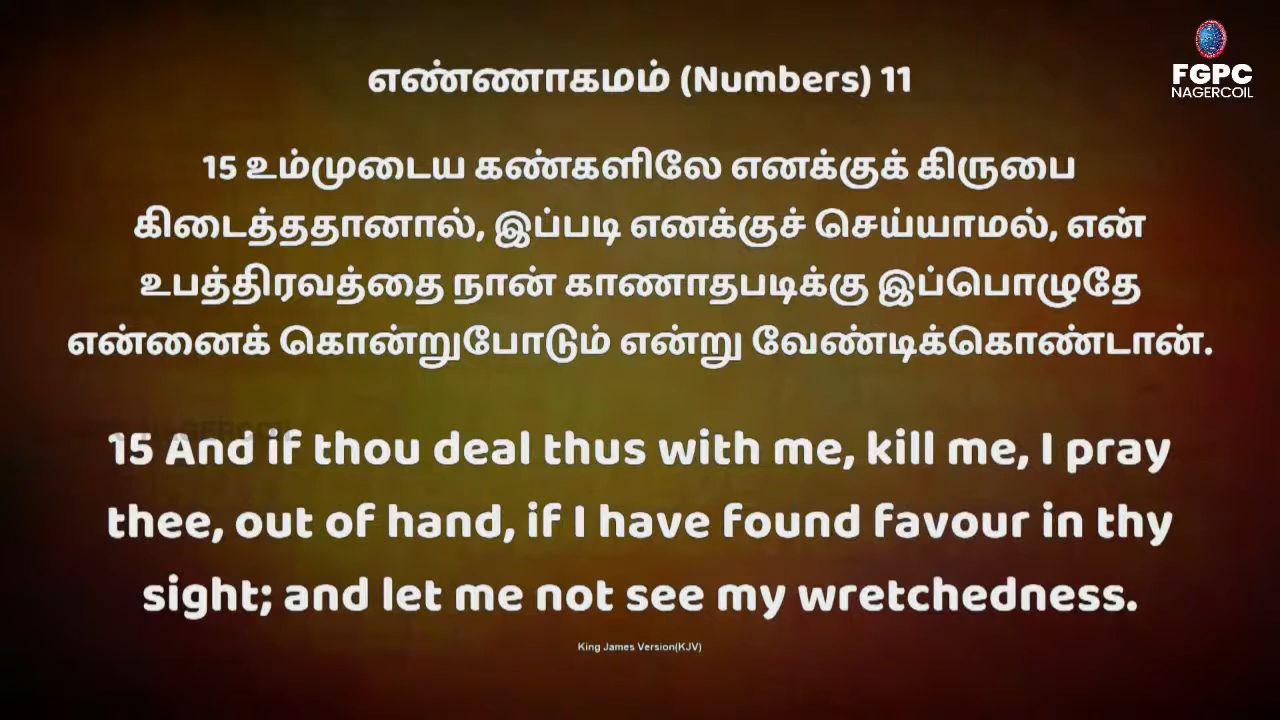 எண்ணாகமம் (Numbers) 11
FGPC
NAGERCOIL
15 உம்முடைய கண்களிலே எனக்குக் கிருபை
கிடைத்ததானால், இப்படி எனக்குச் செய்யாமல், என்
உபத்திரவத்தை நான் காணாதபடிக்கு இப்பொழுதே
என்னைக் கொன்றுபோடும் என்று வேண்டிக்கொண்டான்.
NAGERCOIL
15 And if thou deal thus with me, kill me, I pray
thee, out of hand, if I have found favour in thy
sight; and let me not see my wretchedness.
King James Version(KJV)